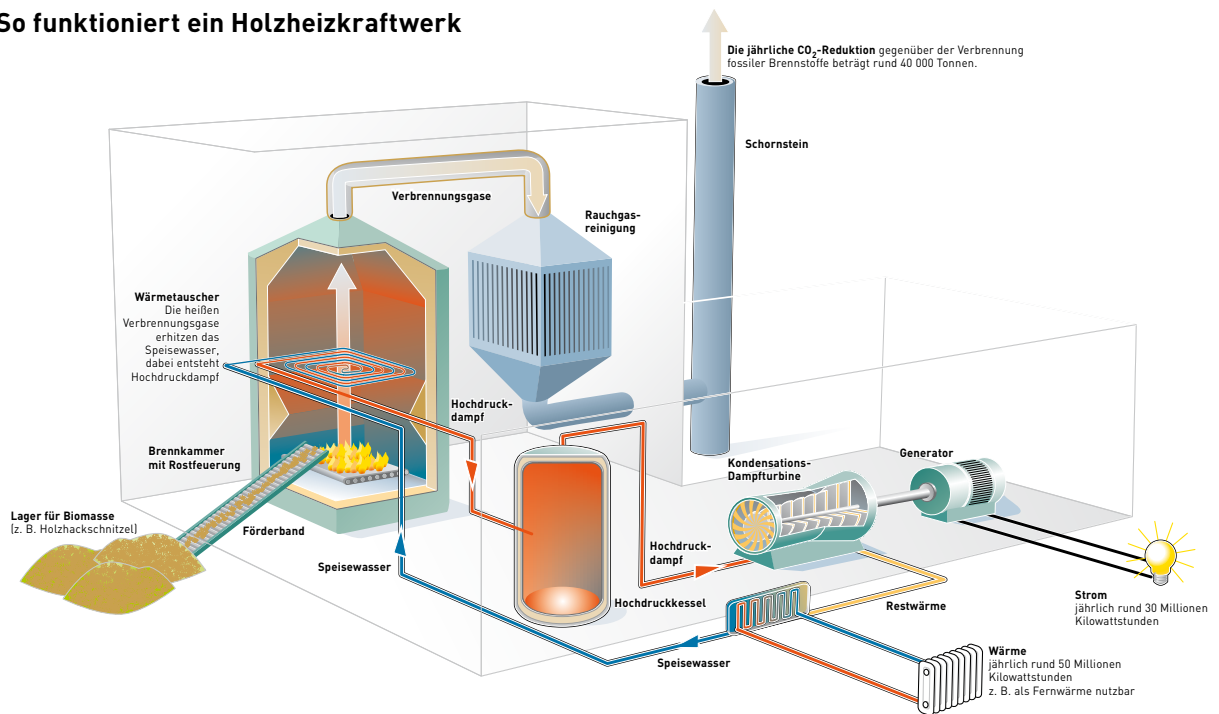 So funktioniert ein Holzheizkraftwerk
Die jährliche CO₂-Reduktion gegenüber der Verbrennung
fossiler Brennstoffe beträgt rund 40 000 Tonnen.
Schornstein
Verbrennungsgase
Rauchgas-
reinigung
Wärmetauscher
Die heißen
Verbrennungsgase
erhitzen das
Speisewasser,
dabei entsteht
Hochdruckdampf
Hochdruck-
dampf
Brennkammer
mit Rostfeuerung
Kondensations-
Dampfturbine
Generator
Lager für Biomasse
(z. B. Holzhackschnitzel)
Förderband
Speisewasser
Hochdruck-
dampf
Hochdruckkessel
Restwärme
Strom
jährlich rund 30 Millionen
Kilowattstunden
Speisewasser
Wärme
jährlich rund 50 Millionen
Kilowattstunden
z. B. als Fernwärme nutzbar